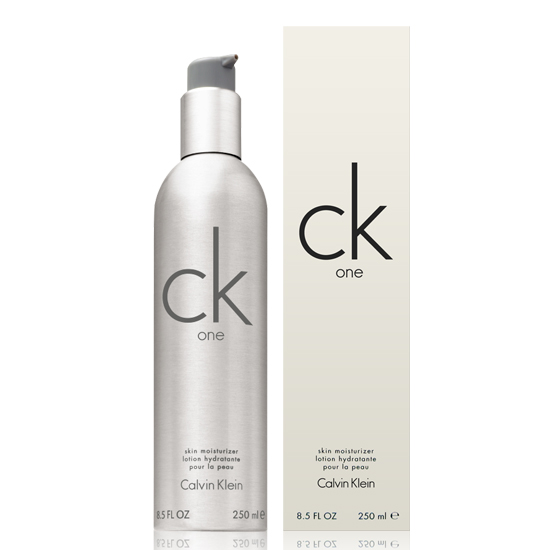 ck
one
skin moisturizer
lotion hydratante
pour la peau
Calvin Klein
8.5 FL OZ 250 ml ℮
ck
one
skin moisturizer
lotion hydratante
pour la peau
Calvin Klein
8.5 FL OZ 250 ml ℮